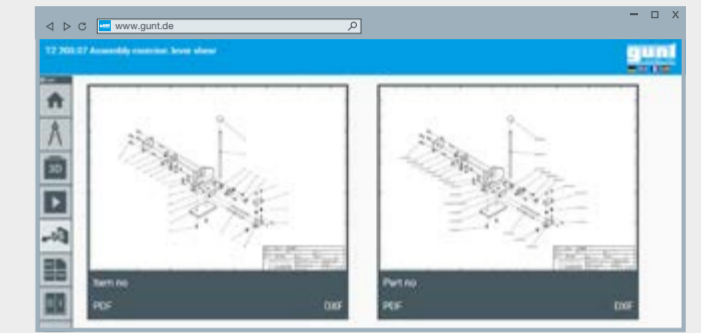 www.gunt.de
TZ 200.07 Assembly exercise: lever shear
gunt
3D
Item no
PDF DXF
Part no
PDF DXF